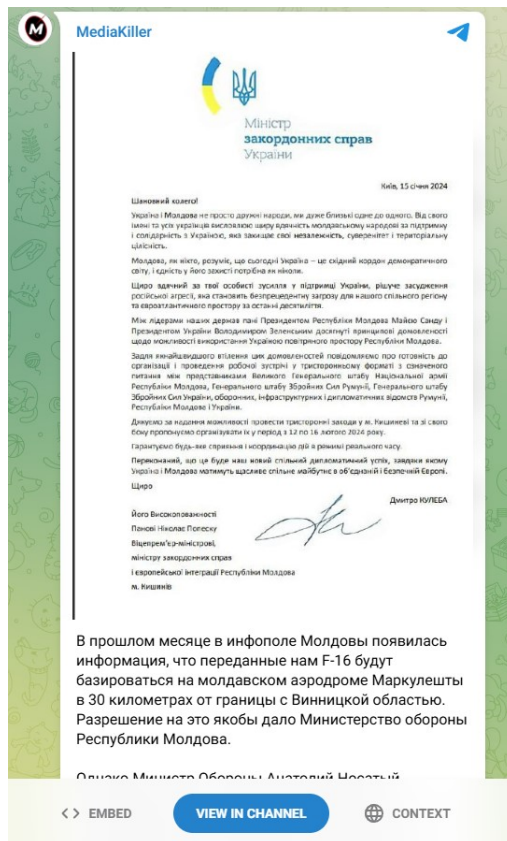 MediaKiller
Міністр
закордонних справ
України
Київ, 15 січня 2024
Шановний колего!
Україна і Молдова не просто дружні народи, ми дуже близькі одне до одного. Від свого
імені та усіх українців висловлюю щиру вдячність молдавському народові за підтримку
і солідарність з Україною, яка захищає свої незалежність, суверенітет і територіальну
цілісність.
Молдова, як ніхто, розуміє, що сьогодні Україна – це східний кордон демократичного
світу, і єдність у його захисті потрібна як ніколи.
Щиро вдячний за твої особисті зусилля у підтримці України, рішуче засудження
російської агресії, яка становить безпрецедентну загрозу для нашого спільного регіону
та євроатлантичного простору за останні десятиліття.
Між лідерами наших держав пані Президентом Республіки Молдова Майєю Санду і
Президентом України Володимиром Зеленським досягнуті принципові домовленості
щодо можливості використання Україною повітряного простору Республіки Молдова.
Задля якнайшвидшого втілення цих домовленостей повідомляємо про готовність до
організації і проведення робочої зустрічі у тристоронньому форматі з означеного
питання між представниками Великого Генерального штабу Національної армії
Республіки Молдова, Генерального штабу Збройних Сил Румунії, Генерального штабу
Збройних Сил України, оборонних, інфраструктурних і дипломатичних відомств Румунії,
Республіки Молдова і України.
Дякуємо за надання можливості провести тристоронні заходи у м. Кишиневі та зі свого
боку пропонуємо організувати їх у період з 12 по 16 лютого 2024 року.
Гарантуємо будь-яке сприяння і координацію дій в режимі реального часу.
Переконаний, що це буде наш новий спільний дипломатичний успіх, завдяки якому
Україна і Молдова матимуть щасливе спільне майбутнє в об'єднаній і безпечній Європі.
Щиро
Дмитро КУЛЕБА
Його Високоповажності
Панові Ніколає Попеску
Віцепрем'єр-міністрові,
міністру закордонних справ
і європейської інтеграції Республіки Молдова
м. Кишинів
В прошлом месяце в инфополе Молдовы появилась
информация, что переданные нам F-16 будут
базироваться на молдавском аэродроме Маркулешты
в 30 километрах от границы с Винницкой областью.
Разрешение на это якобы дало Министерство обороны
Республики Молдова.
Однако Министр Обороны Анатолий Носатый
EMBED
VIEW IN CHANNEL
CONTEXT